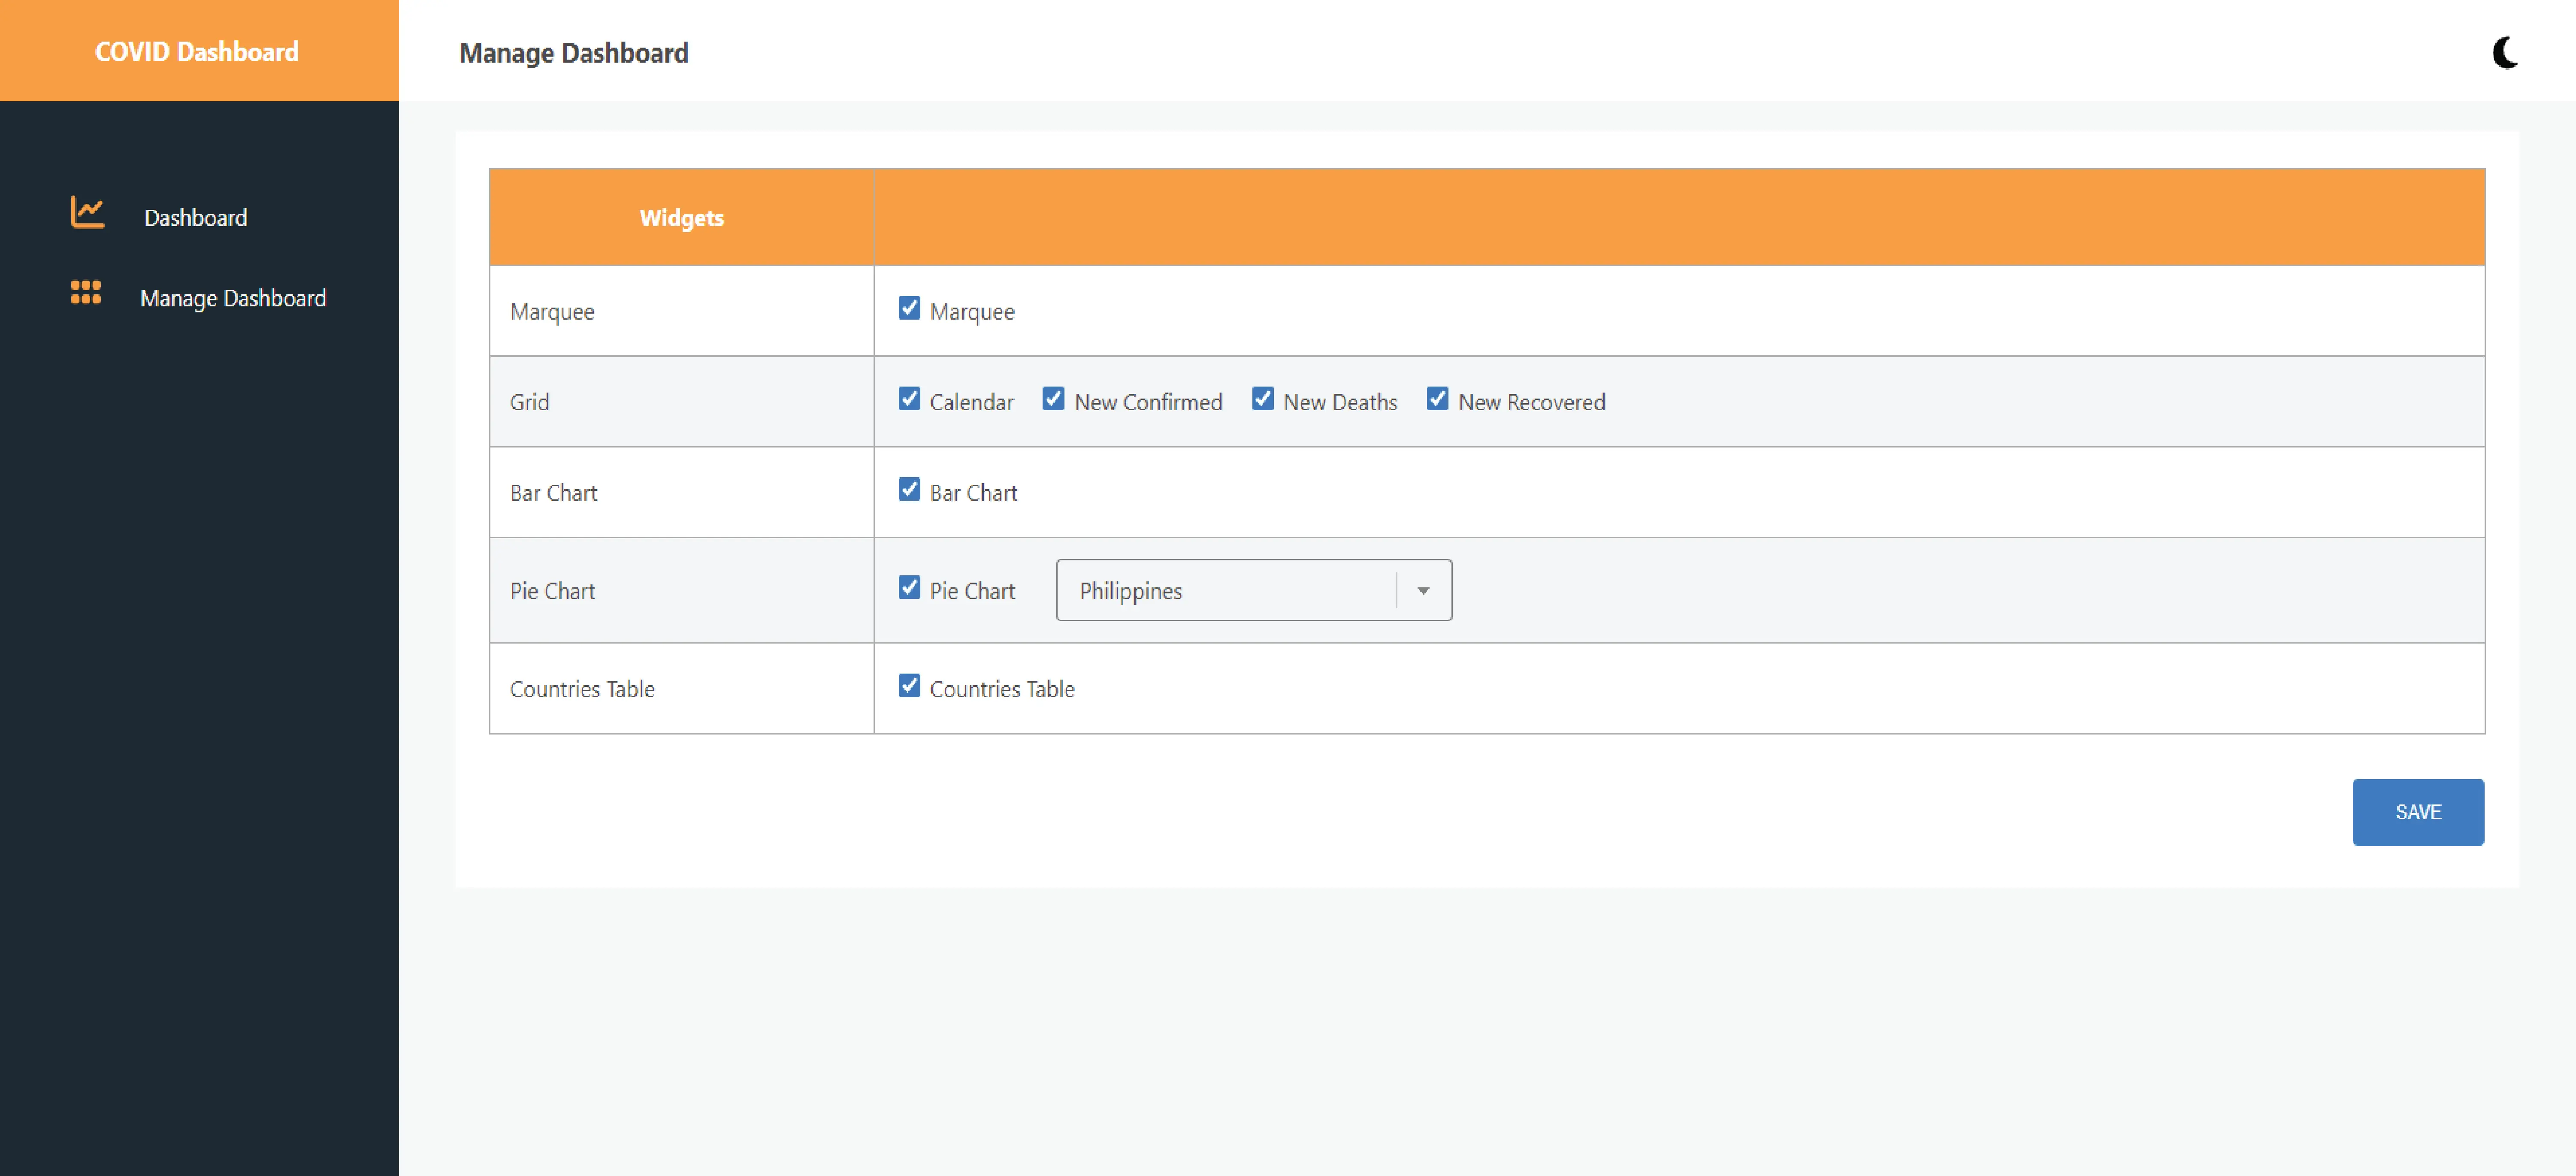 COVID Dashboard
Manage Dashboard
Dashboard
Manage Dashboard
Widgets
Marquee
Marquee
Grid
Calendar New Confirmed New Deaths New Recovered
Bar Chart
Bar Chart
Pie Chart
Pie Chart Philippines
Countries Table
Countries Table
SAVE